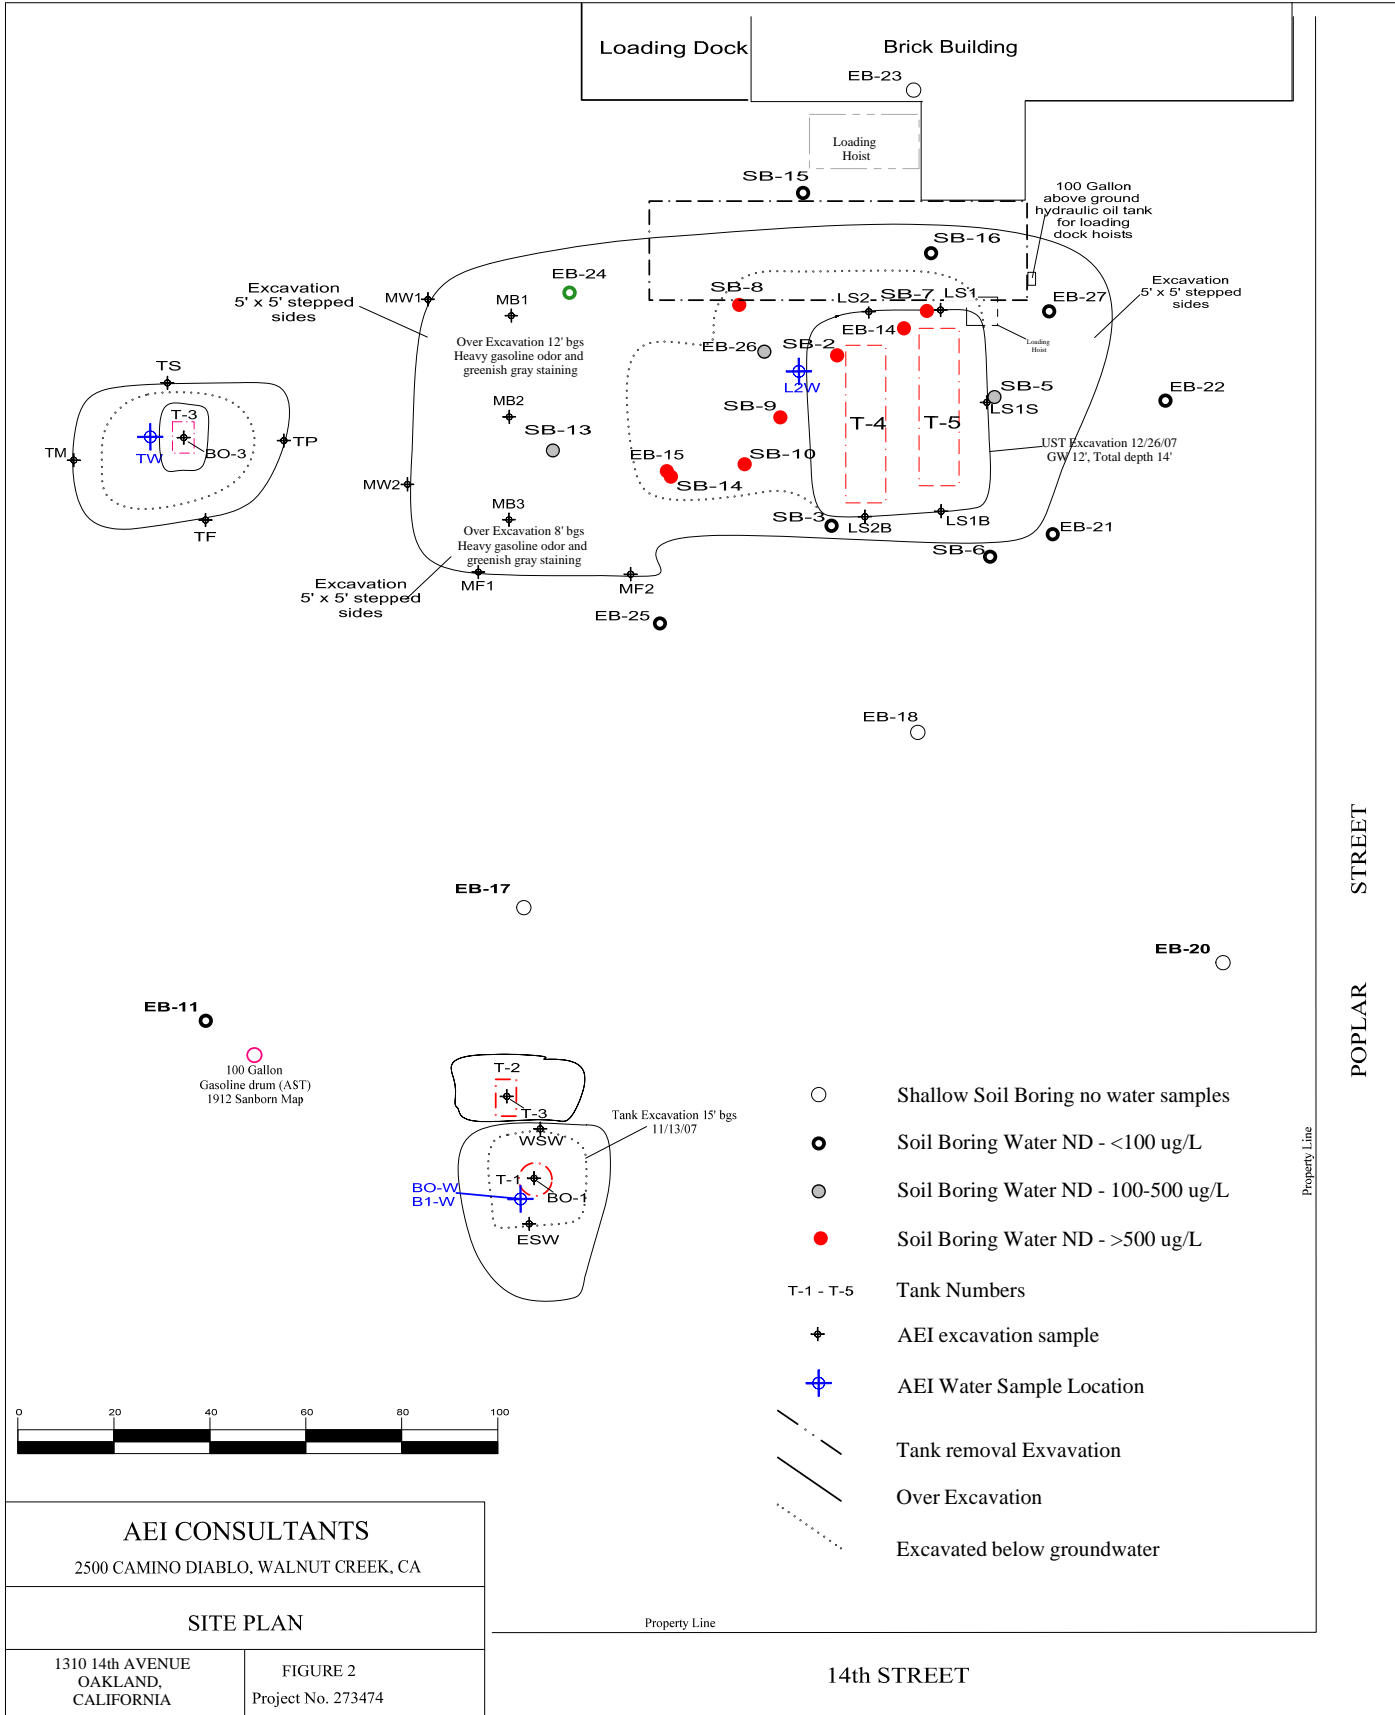 Loading Dock
Brick Building
EB-23
Loading
Hoist
SB-15
100 Gallon
above ground
hydraulic oil tank
for loading
dock hoists
SB-16
EB-24
Excavation
5' x 5' stepped
sides
MW1
MB1
SB-8
LS2
SB-7
LS1
EB-27
Excavation
5' x 5' stepped
sides
EB-14
Loading
Hoist
Over Excavation 12' bgs
Heavy gasoline odor and
greenish gray staining
EB-26
SB-2
L2W
TS
T-3
TM
TW
BO-3
TP
TF
MB2
SB-13
SB-9
T-4
T-5
SB-5
LS1S
EB-22
UST Excavation 12/26/07
GW 12', Total depth 14'
EB-15
SB-10
SB-14
MW2
MB3
Over Excavation 8' bgs
Heavy gasoline odor and
greenish gray staining
SB-3
LS2B
LS1B
EB-21
SB-6
Excavation
5' x 5' stepped
sides
MF1
MF2
EB-25
EB-18
EB-17
EB-20
EB-11
100 Gallon
Gasoline drum (AST)
1912 Sanborn Map
T-2
T-3
WSW
Tank Excavation 15' bgs
11/13/07
T-1
BO-W
B1-W
BO-1
ESW
POPLAR STREET
Property Line
Shallow Soil Boring no water samples
Soil Boring Water ND - <100 ug/L
Soil Boring Water ND - 100-500 ug/L
Soil Boring Water ND - >500 ug/L
T-1 - T-5 Tank Numbers
AEI excavation sample
AEI Water Sample Location
Tank removal Exvavation
Over Excavation
Excavated below groundwater
0 20 40 60 80 100
AEI CONSULTANTS
2500 CAMINO DIABLO, WALNUT CREEK, CA
SITE PLAN
1310 14th AVENUE
OAKLAND,
CALIFORNIA
FIGURE 2
Project No. 273474
Property Line
14th STREET